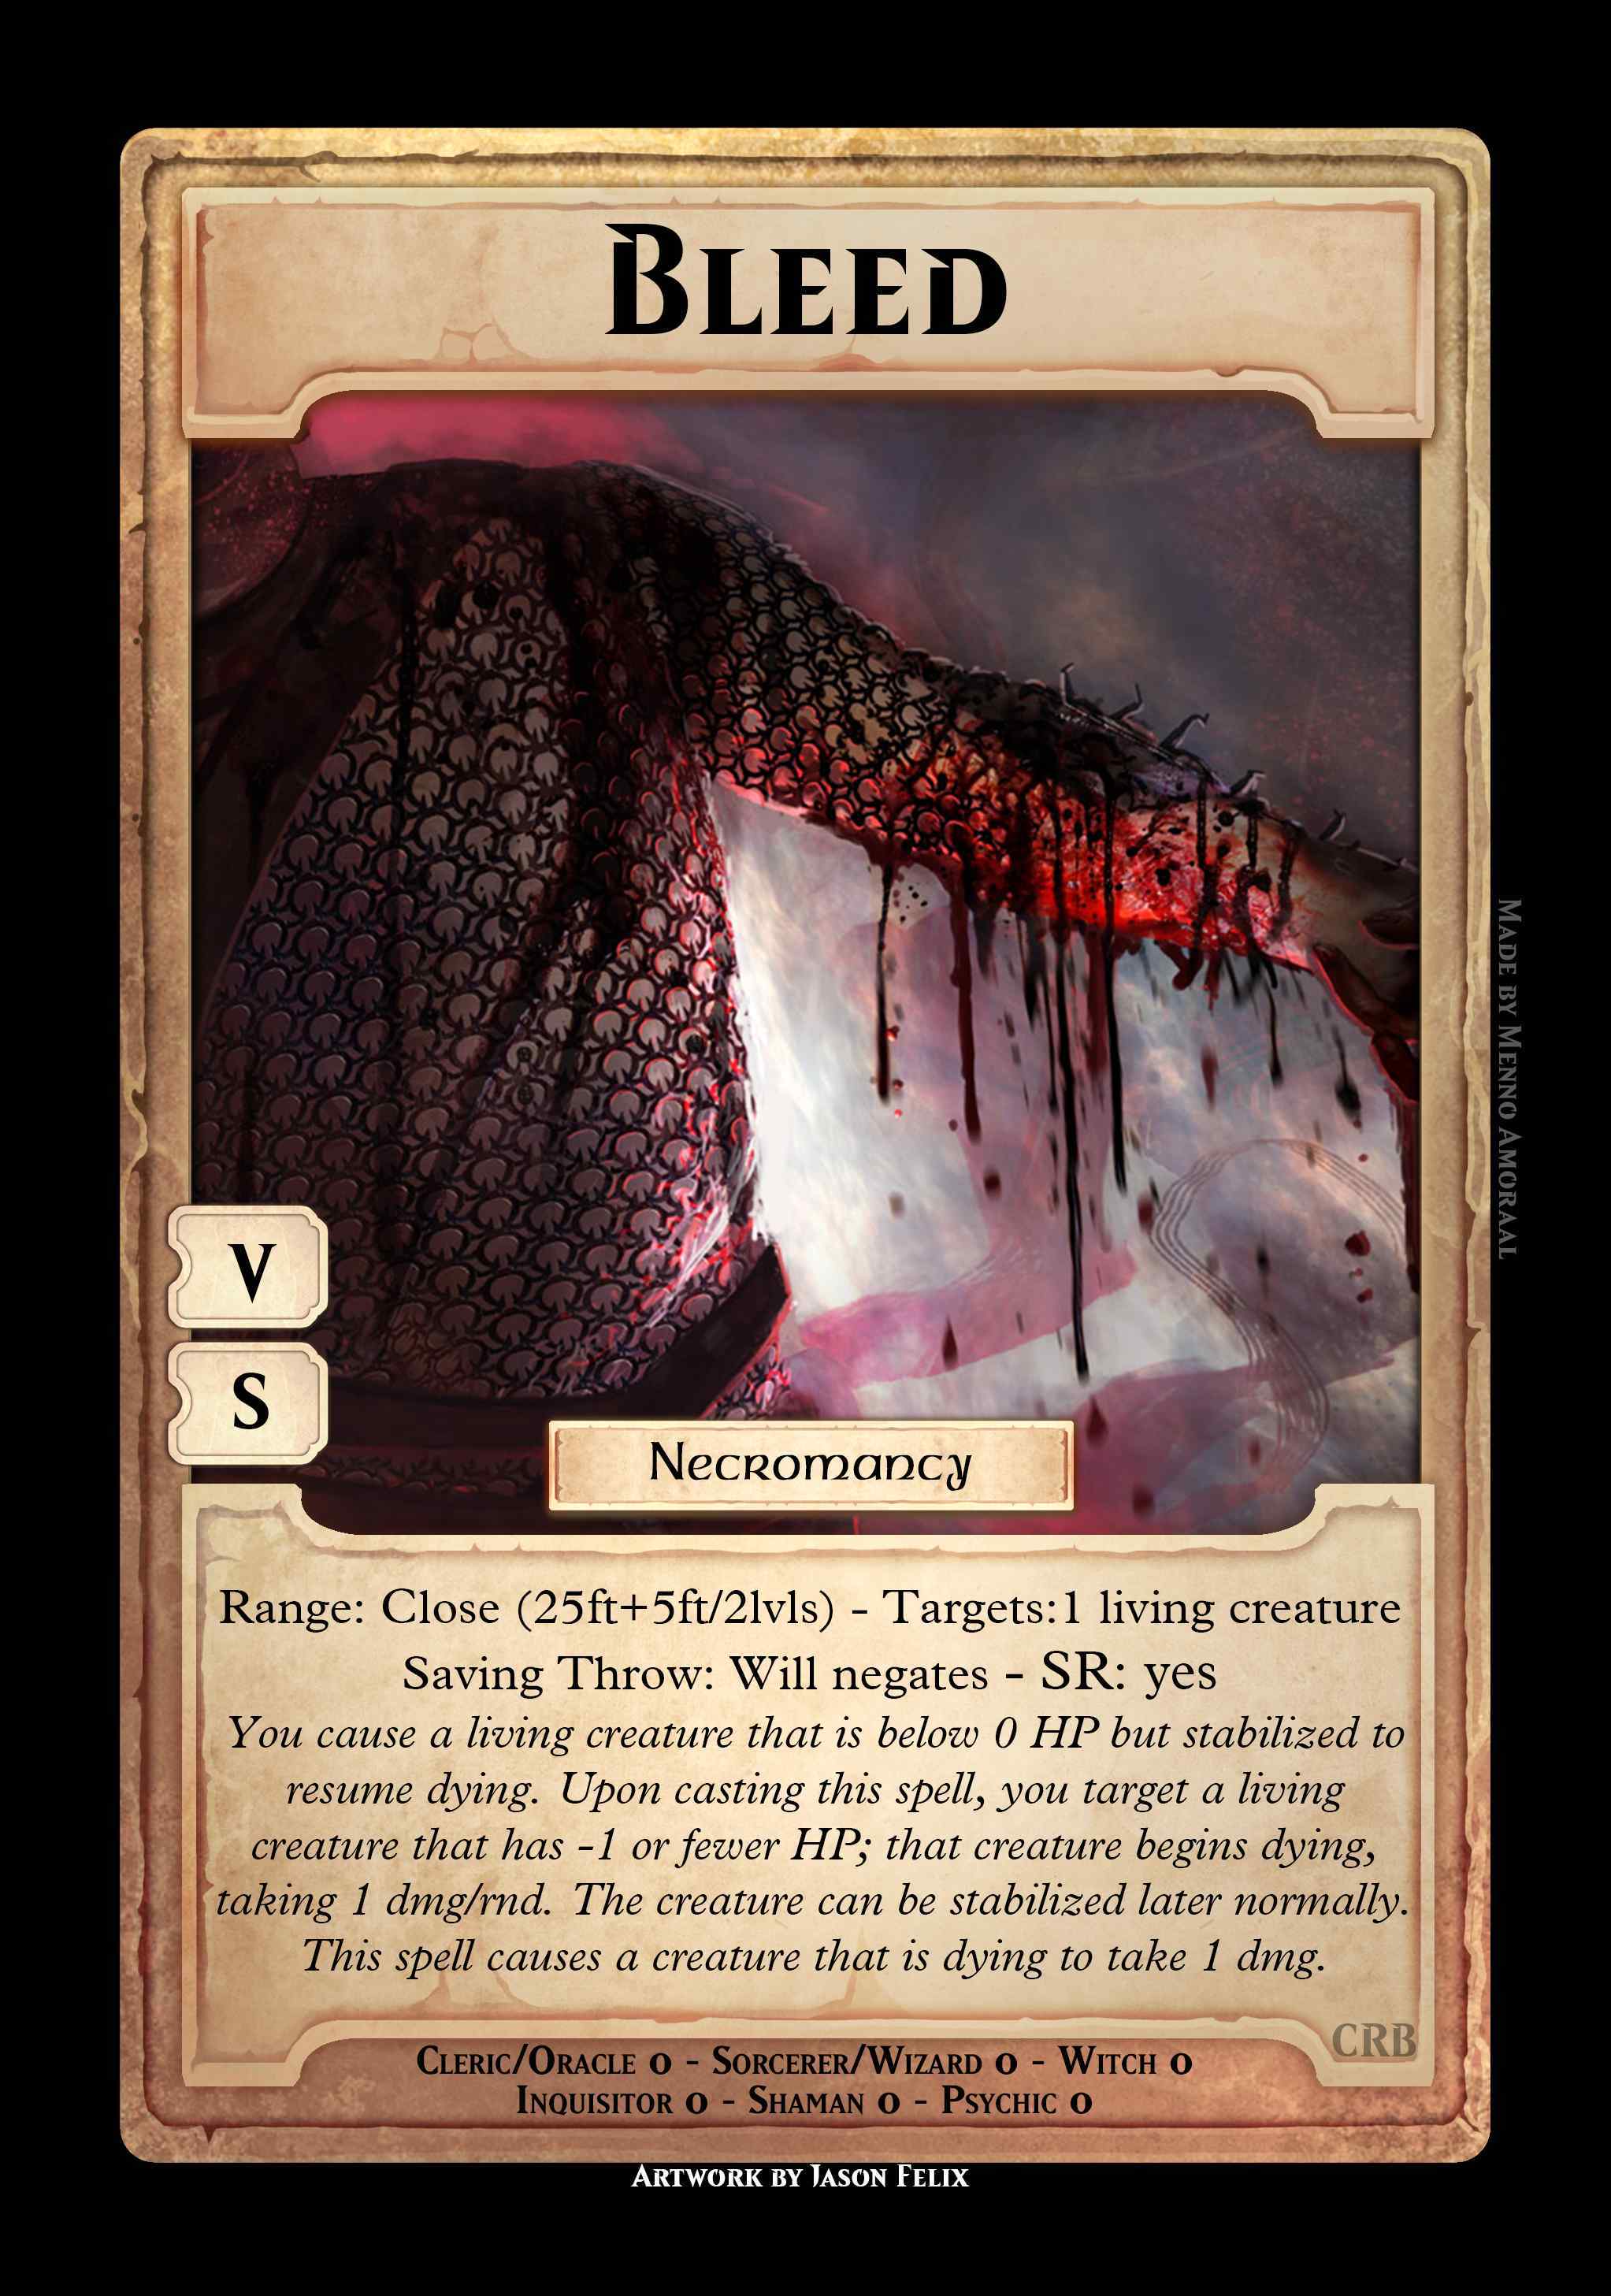 Bleed
Made by Menno Amoraal
V
S
Necromancy
Range: Close (25ft+5ft/2lvls) - Targets:1 living creature
Saving Throw: Will negates - SR: yes
You cause a living creature that is below 0 HP but stabilized to
resume dying. Upon casting this spell, you target a living
creature that has -1 or fewer HP; that creature begins dying,
taking 1 dmg/rnd. The creature can be stabilized later normally.
This spell causes a creature that is dying to take 1 dmg.
CRB
Cleric/Oracle 0 - Sorcerer/Wizard 0 - Witch 0
Inquisitor 0 - Shaman 0 - Psychic 0
Artwork by Jason Felix